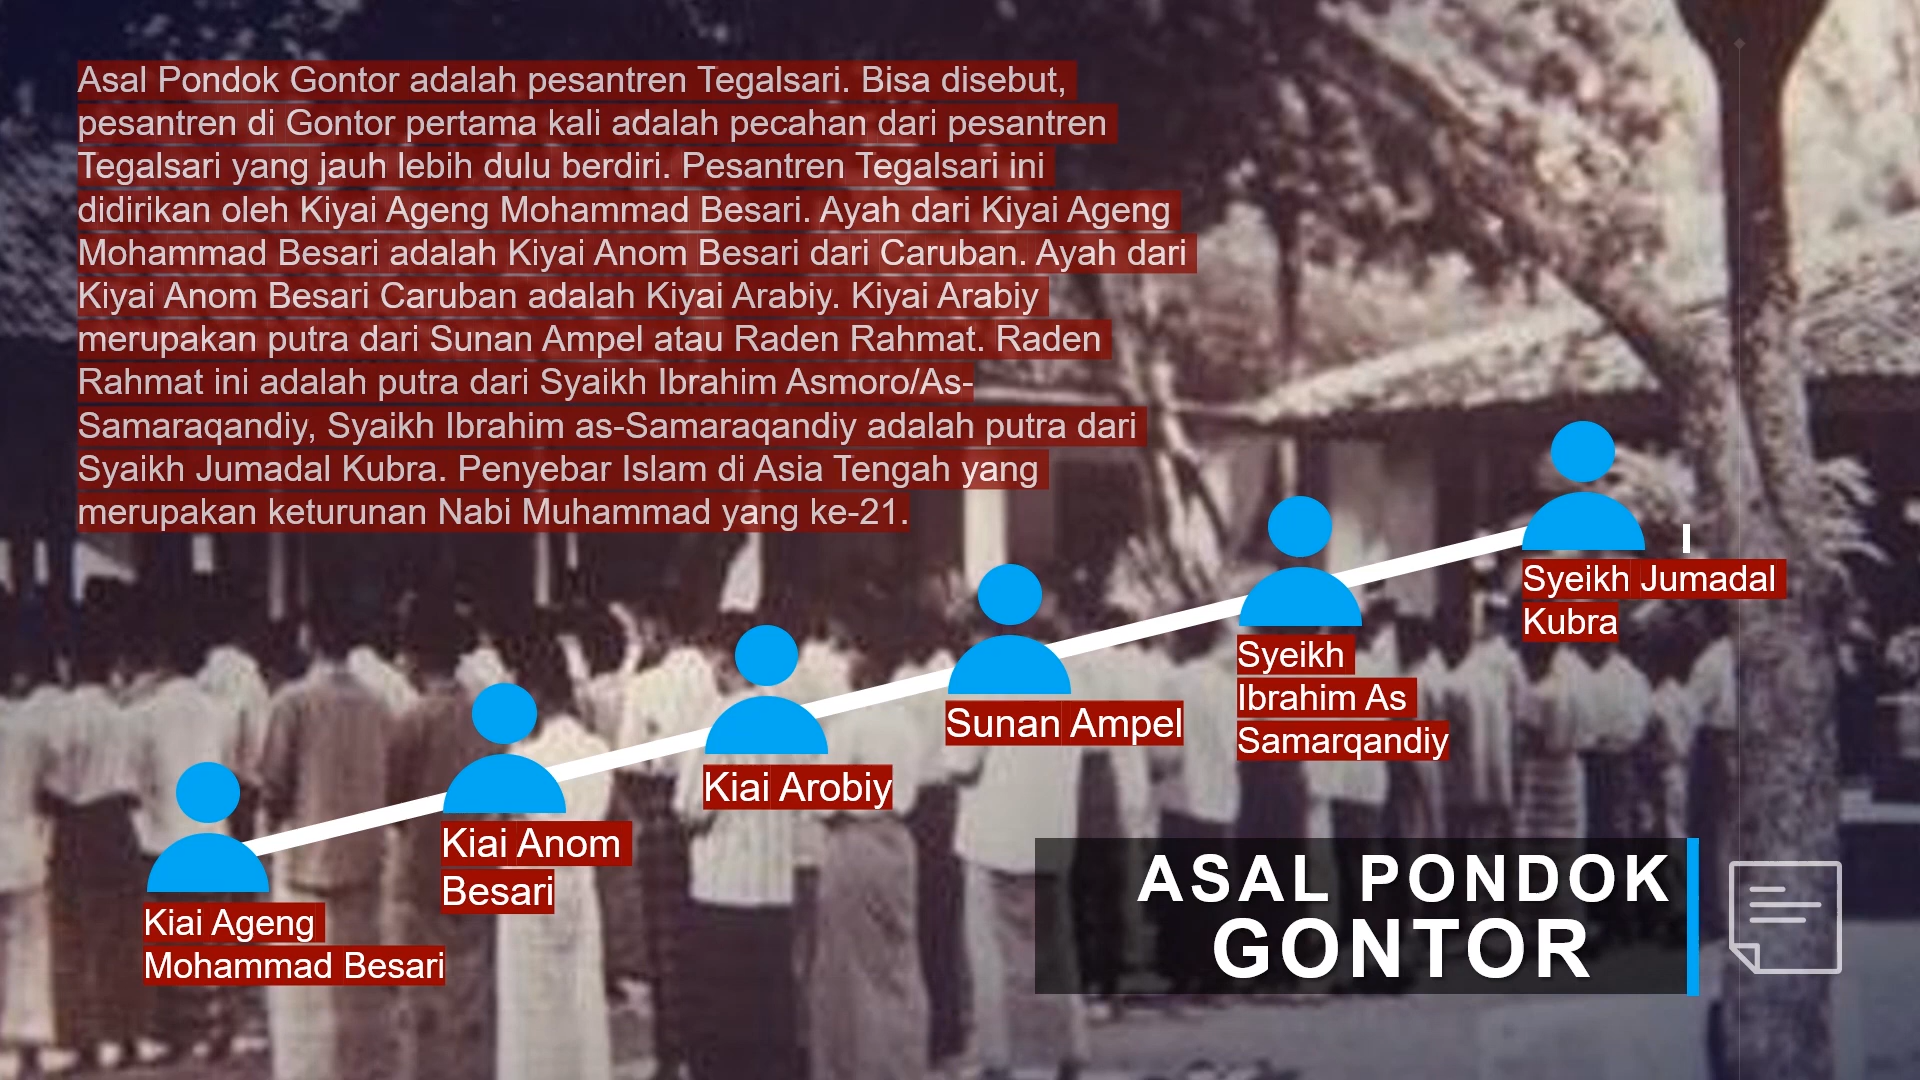 Asal Pondok Gontor adalah pesantren Tegalsari. Bisa disebut,
pesantren di Gontor pertama kali adalah pecahan dari pesantren
Tegalsari yang jauh lebih dulu berdiri. Pesantren Tegalsari ini
didirikan oleh Kiyai Ageng Mohammad Besari. Ayah dari Kiyai Ageng
Mohammad Besari adalah Kiyai Anom Besari dari Caruban. Ayah dari
Kiyai Anom Besari Caruban adalah Kiyai Arabiy. Kiyai Arabiy
merupakan putra dari Sunan Ampel atau Raden Rahmat. Raden
Rahmat ini adalah putra dari Syaikh Ibrahim Asmoro/As-
Samaraqandiy, Syaikh Ibrahim as-Samaraqandiy adalah putra dari
Syaikh Jumadal Kubra. Penyebar Islam di Asia Tengah yang
merupakan keturunan Nabi Muhammad yang ke-21.
Syeikh Jumadal
Kubra
Syeikh
Ibrahim As
Samarqandiy
Sunan Ampel
Kiai Arobiy
Kiai Anom
Besari
Kiai Ageng
Mohammad Besari
ASAL PONDOK
GONTOR